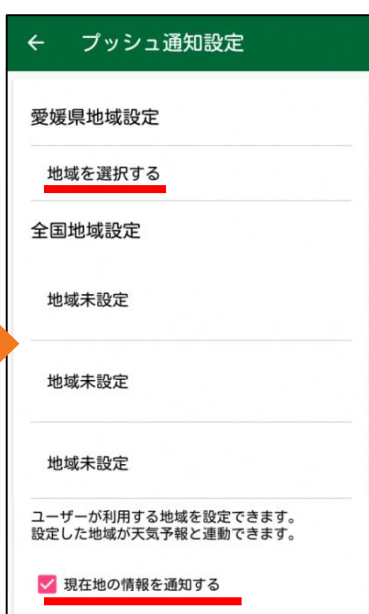 ← プッシュ通知設定
愛媛県地域設定
地域を選択する
全国地域設定
地域未設定
地域未設定
地域未設定
ユーザーが利用する地域を設定できます。
設定した地域が天気予報と連動できます。
現在地の情報を通知する